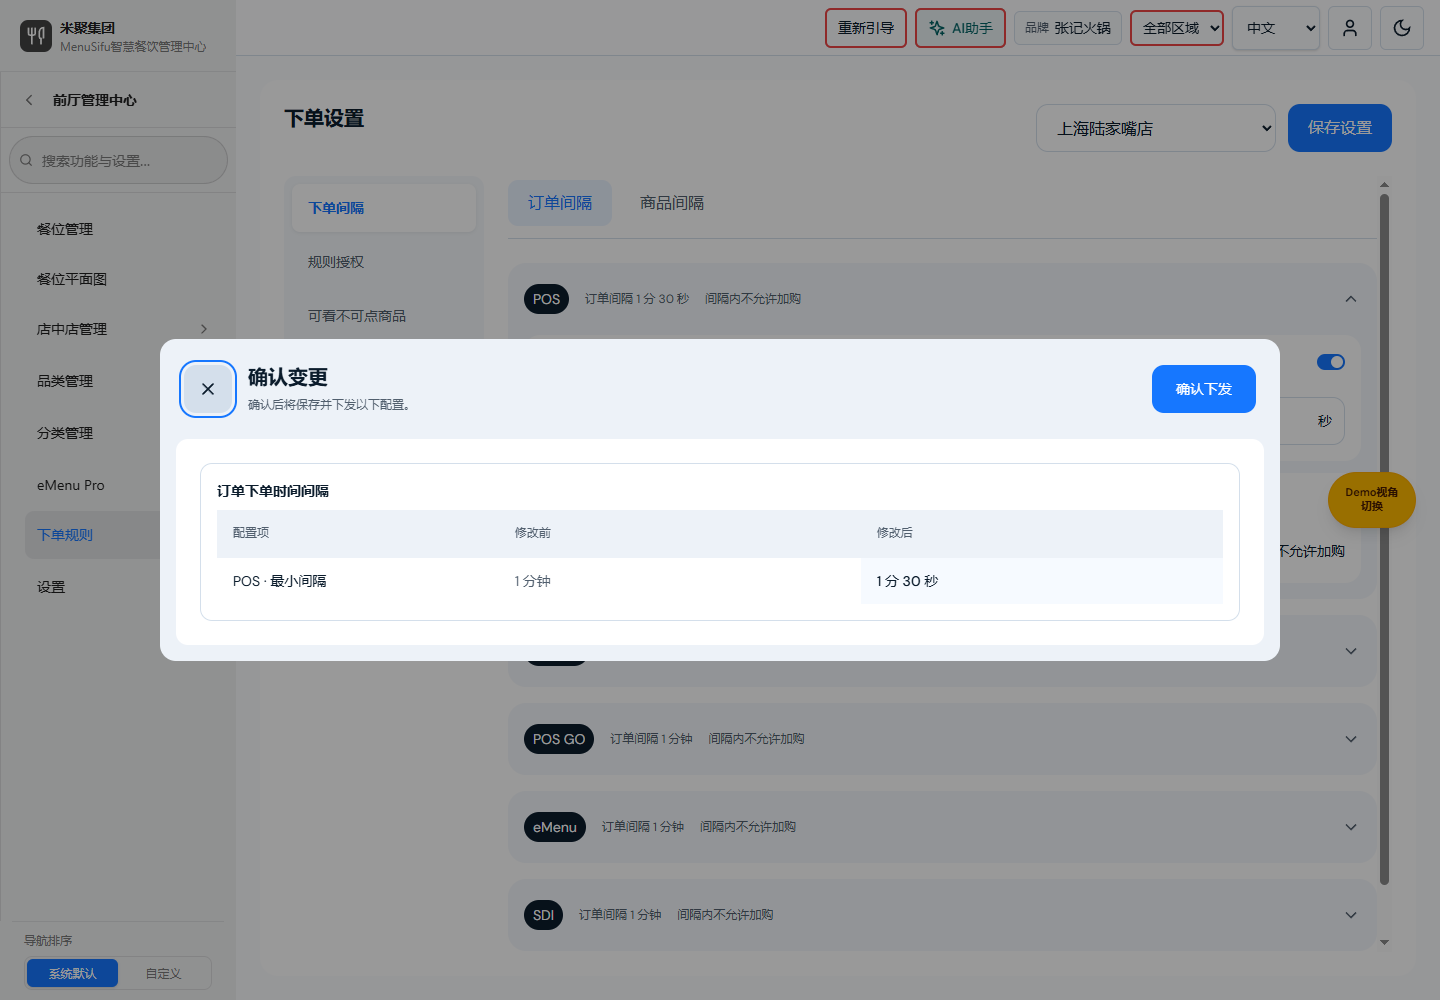 米聚集团
MenuSifu智慧餐饮管理中心
重新引导
AI助手
品牌 张记火锅
全部区域
中文
前厅管理中心
搜索功能与设置...
餐位管理
餐位平面图
店中店管理
品类管理
分类管理
eMenu Pro
下单规则
设置
导航排序
系统默认
自定义
下单设置
上海陆家嘴店
保存设置
下单间隔
规则授权
可看不可点商品
订单间隔
商品间隔
POS
订单间隔 1 分 30 秒
间隔内不允许加购
秒
不允许加购
Demo视角
切换
确认变更
确认后将保存并下发以下配置。
确认下发
订单下单时间间隔
配置项
修改前
修改后
POS · 最小间隔
1 分钟
1 分 30 秒
POS GO
订单间隔 1 分钟
间隔内不允许加购
eMenu
订单间隔 1 分钟
间隔内不允许加购
SDI
订单间隔 1 分钟
间隔内不允许加购